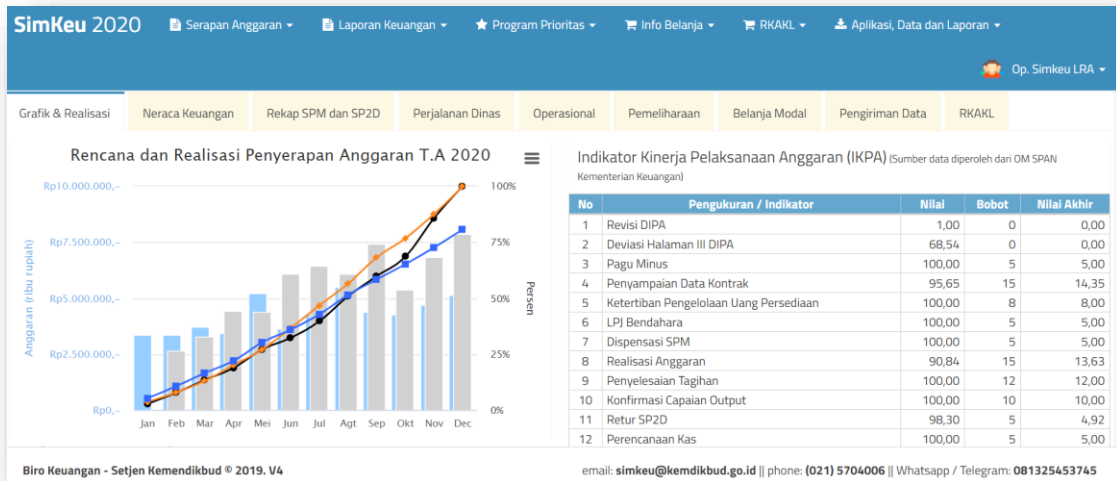 SimKeu 2020
Serapan Anggaran
Laporan Keuangan
Program Prioritas
Info Belanja
RKAKL
Aplikasi, Data dan Laporan
Op. Simkeu LRA
Grafik & Realisasi
Neraca Keuangan
Rekap SPM dan SP2D
Perjalanan Dinas
Operasional
Pemeliharaan
Belanja Modal
Pengiriman Data
RKAKL
Rencana dan Realisasi Penyerapan Anggaran T.A 2020
Anggaran (ribu rupiah)
Rp10.000.000,-
Rp7.500.000,-
Rp5.000.000,-
Rp2.500.000,-
Rp0,-
100%
75%
50%
25%
0%
Persen
Jan Feb Mar Apr Mei Jun Jul Agt Sep Okt Nov Dec
Indikator Kinerja Pelaksanaan Anggaran (IKPA) (Sumber data diperoleh dari OM SPAN
Kementerian Keuangan)
No Pengukuran / Indikator Nilai Bobot Nilai Akhir
1 Revisi DIPA 1,00 0 0,00
2 Deviasi Halaman III DIPA 68,54 0 0,00
3 Pagu Minus 100,00 5 5,00
4 Penyampaian Data Kontrak 95,65 15 14,35
5 Ketertiban Pengelolaan Uang Persediaan 100,00 8 8,00
6 LPJ Bendahara 100,00 5 5,00
7 Dispensasi SPM 100,00 5 5,00
8 Realisasi Anggaran 90,84 15 13,63
9 Penyelesaian Tagihan 100,00 12 12,00
10 Konfirmasi Capaian Output 100,00 10 10,00
11 Retur SP2D 98,30 5 4,92
12 Perencanaan Kas 100,00 5 5,00
Biro Keuangan - Setjen Kemendikbud © 2019. V4
email: simkeu@kemdikbud.go.id || phone: (021) 5704006 || Whatsapp / Telegram: 081325453745